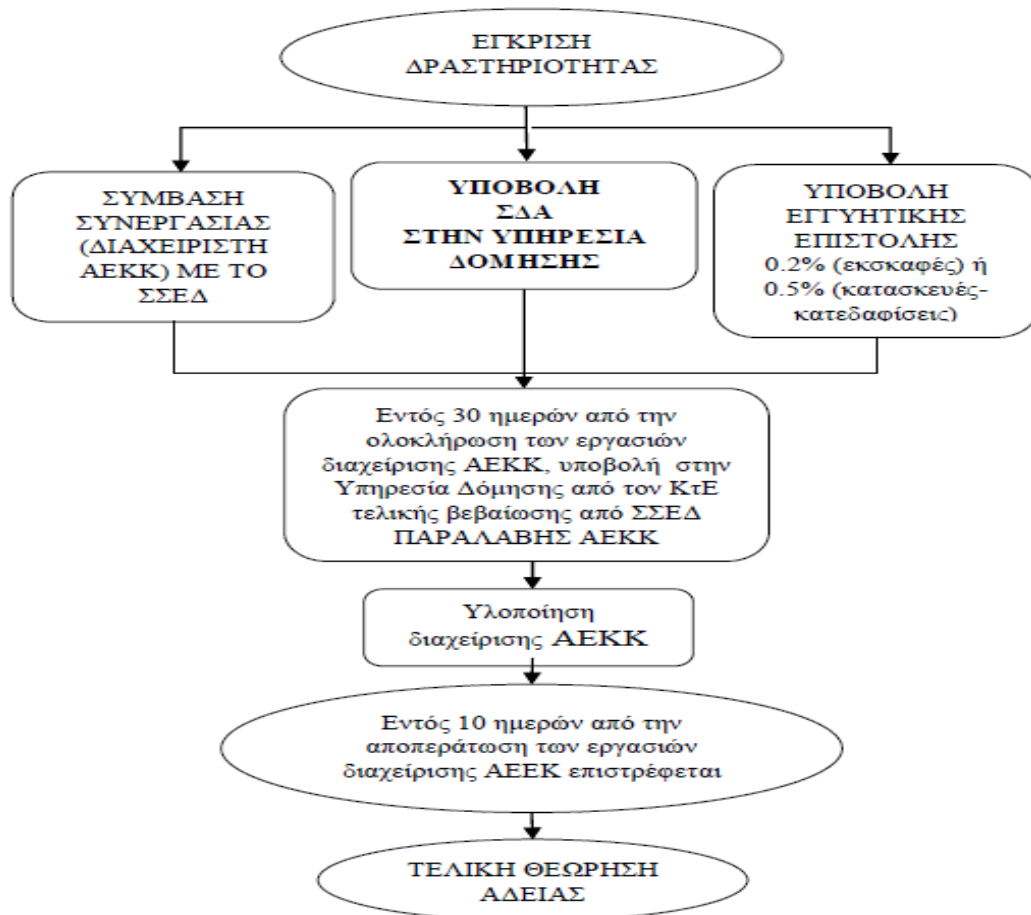 ΕΓΚΡΙΣΗ
ΔΡΑΣΤΗΡΙΟΤΗΤΑΣ
ΣΥΜΒΑΣΗ
ΣΥΝΕΡΓΑΣΙΑΣ
(ΔΙΑΧΕΙΡΙΣΤΗ
ΑΕΚΚ) ΜΕ ΤΟ
ΣΣΕΔ
ΥΠΟΒΟΛΗ
ΣΔΑ
ΣΤΗΝ ΥΠΗΡΕΣΙΑ
ΔΟΜΗΣΗΣ
ΥΠΟΒΟΛΗ
ΕΓΓΥΗΤΙΚΗΣ
ΕΠΙΣΤΟΛΗΣ
0.2% (εκσκαφές) ή
0.5% (κατασκευές-
κατεδαφίσεις)
Εντός 30 ημερών από την
ολοκλήρωση των εργασιών
διαχείρισης ΑΕΚΚ, υποβολή στην
Υπηρεσία Δόμησης από τον ΚτΕ
τελικής βεβαίωσης από ΣΣΕΔ
ΠΑΡΑΛΑΒΗΣ ΑΕΚΚ
Υλοποίηση
διαχείρισης ΑΕΚΚ
Εντός 10 ημερών από την
αποπεράτωση των εργασιών
διαχείρισης ΑΕΕΚ επιστρέφεται
ΤΕΛΙΚΗ ΘΕΩΡΗΣΗ
ΑΔΕΙΑΣ